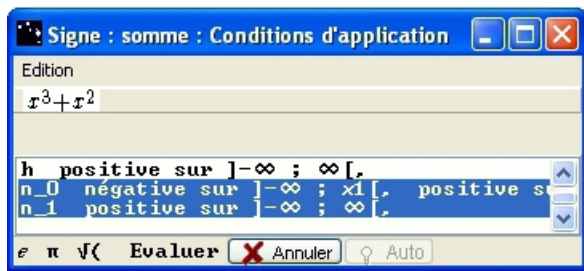 Signe : somme : Conditions d'application
Edition
x³+x²
h positive sur ]-∞ ; ∞[,
n_0 négative sur ]-∞ ; x1[, positive
n_1 positive sur ]-∞ ; ∞[,
e π √( Evaluer Annuler Auto